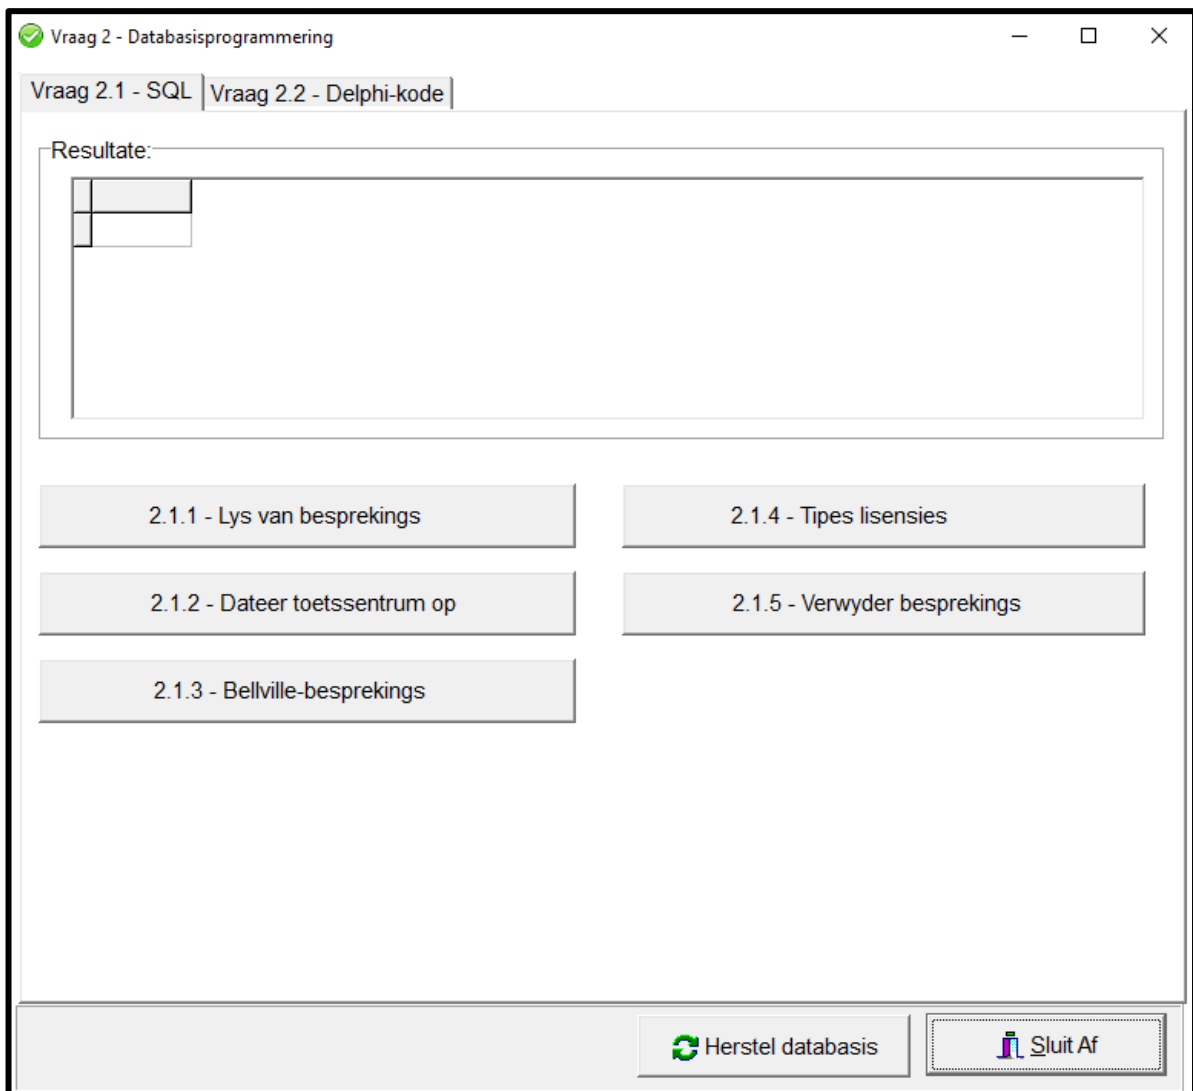 Vraag 2 - Databasisprogrammering
Vraag 2.1 - SQL Vraag 2.2 - Delphi-kode
Resultate:
2.1.1 - Lys van besprekings
2.1.4 - Tipes lisensies
2.1.2 - Dateer toetssentrum op
2.1.5 - Verwyder besprekings
2.1.3 - Bellville-besprekings
Herstel databasis
Sluit Af